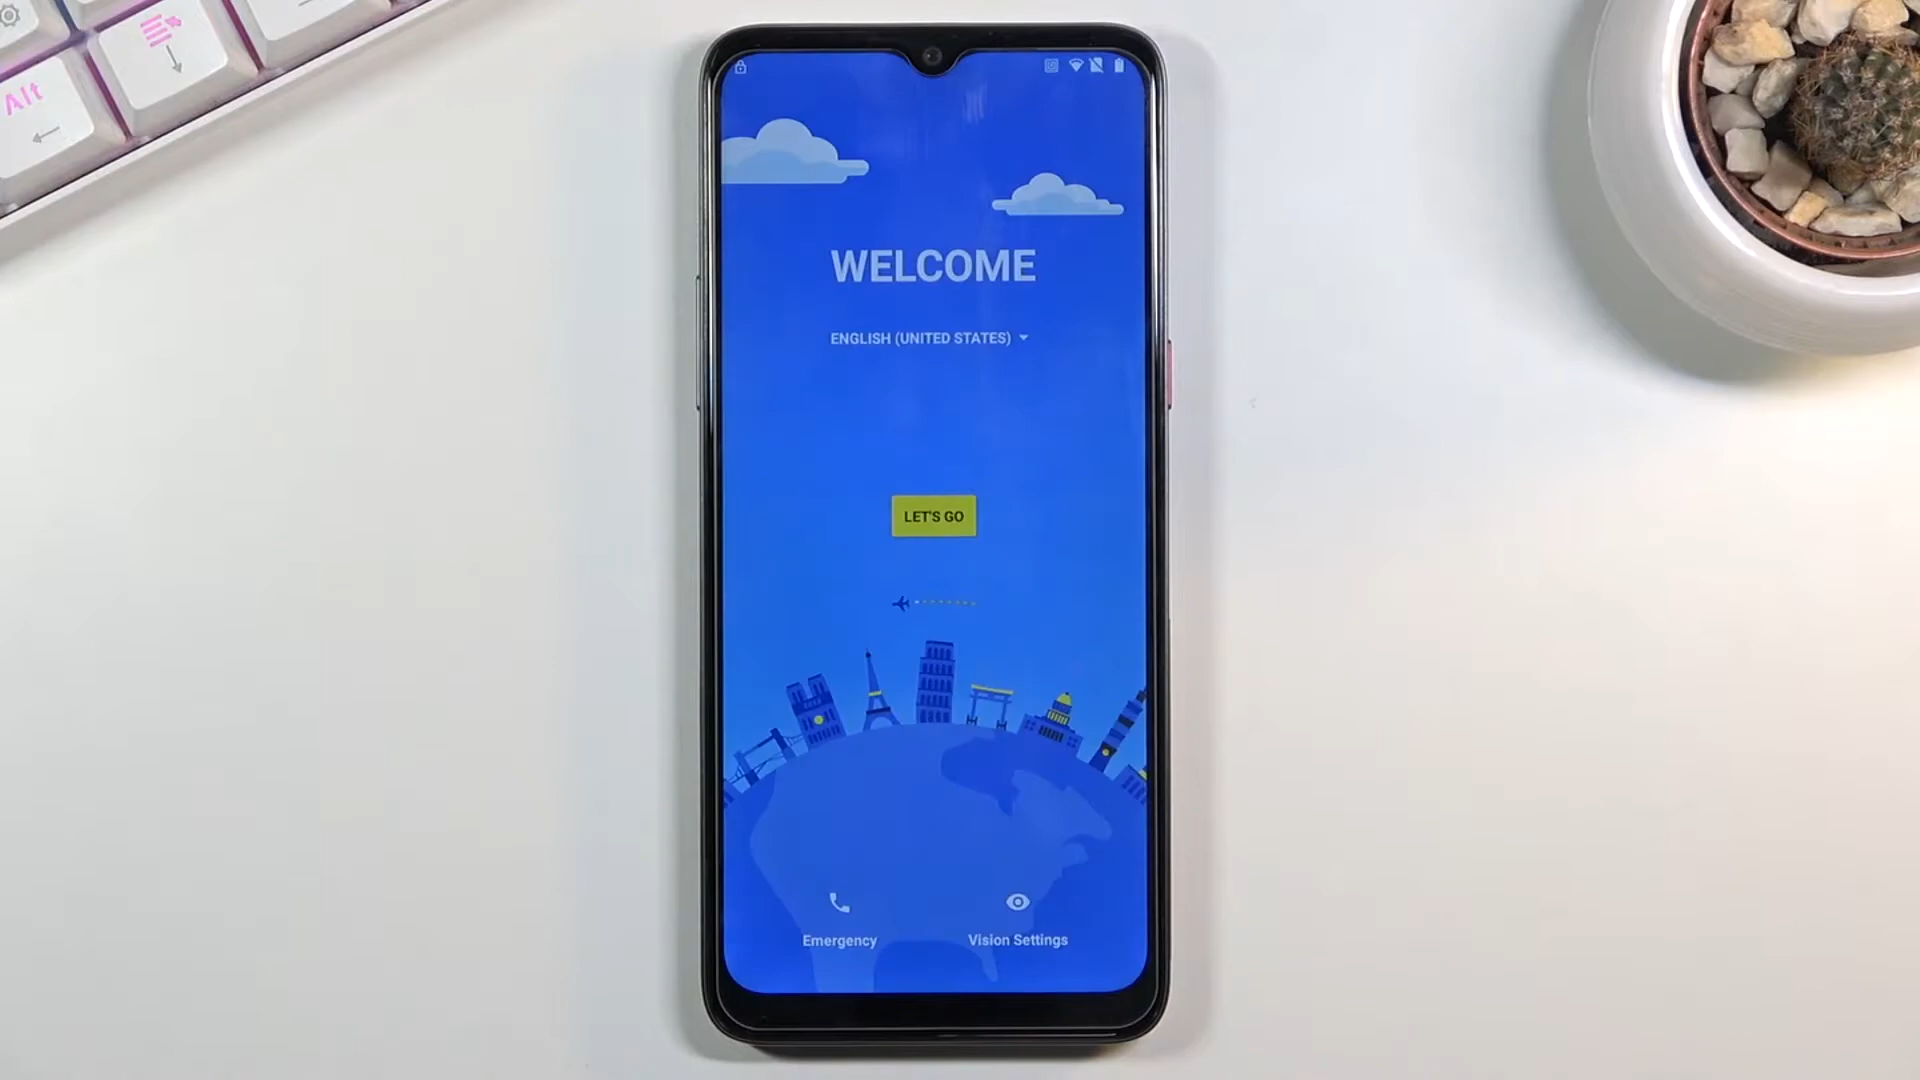 Alt
WELCOME
ENGLISH (UNITED STATES)
LET'S GO
Emergency
Vision Settings